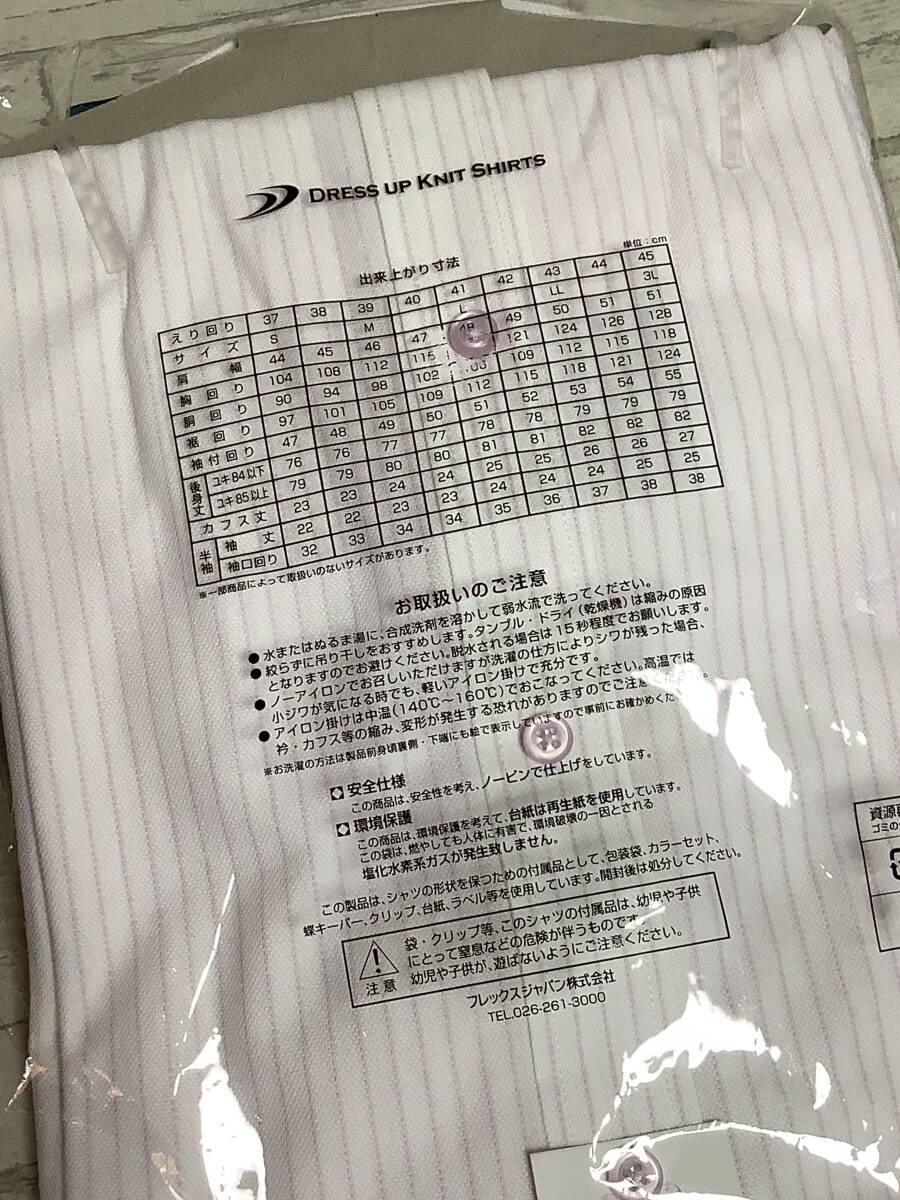 DRESS UP KNIT SHIRTS
出来上がり寸法
単位：cm
えり回り 37 38 39 40 41 42 43 44 45
サイズ S M LL 3L
肩幅 44 45 46 47 48 49 50 51 51
胸回り 104 108 112 115 121 124 126 128
胴回り 90 94 98 102 106 109 112 115 118
裾回り 97 101 105 109 112 115 118 121 124
袖付回り 47 48 49 50 51 52 53 54 55
後身丈 ユキ84以下 76 76 77 77 78 78 79 79 79
ユキ85以上 79 79 80 80 81 81 82 82 82
カフス丈 23 23 24 24 25 25 26 26 27
半袖 袖丈 22 22 23 23 24 24 24 25 25
袖口回り 32 33 34 34 35 36 37 38 38
※一部商品によって取扱いのないサイズがあります。
お取扱いのご注意
● 水またはぬるま湯に、合成洗剤を溶かして弱水流で洗ってください。
● 絞らずに吊り干しをおすすめします。タンブル・ドライ（乾燥機）は縮みの原因
となりますのでお避けください。脱水される場合は15秒程度でお願いします。
● ノーアイロンでお召しいただけますが洗濯の仕方によりシワが残った場合、
小ジワが気になる時でも、軽いアイロン掛けで充分です。
● アイロン掛けは中温（140℃～160℃）でおこなってください。高温では
衿・カフス等の縮み、変形が発生する恐れがありますのでご注意ください。
※お洗濯の方法は製品前身頃裏側・下端にも絵で表示していますので事前にお確かめくだ
安全仕様
この商品は、安全性を考え、ノーピンで仕上げをしています。
環境保護
この商品は、環境保護を考えて、台紙は再生紙を使用しています。
この袋は、燃やしても人体に有害で、環境破壊の一因とされる
塩化水素系ガスが発生致しません。
この製品は、シャツの形状を保つための付属品として、包装袋、カラーセット、
蝶キーパー、クリップ、台紙、ラベル等を使用しています。開封後は処分してください。
注意
袋・クリップ等、このシャツの付属品は、幼児や子供
にとって窒息などの危険が伴うものです。
幼児や子供が、遊ばないようにご注意ください。
フレックスジャパン株式会社
TEL.026-261-3000
資源
ゴミの